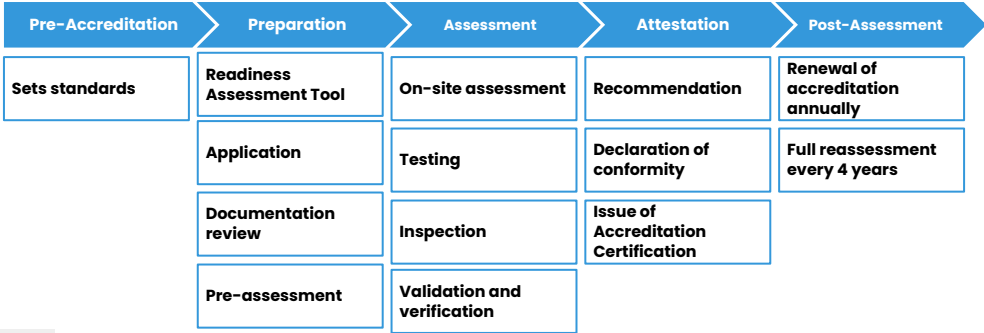 Pre-Accreditation
Preparation
Assessment
Attestation
Post-Assessment
Sets standards
Readiness
Assessment Tool
Application
Documentation
review
Pre-assessment
On-site assessment
Testing
Inspection
Validation and
verification
Recommendation
Declaration of
conformity
Issue of
Accreditation
Certification
Renewal of
accreditation
annually
Full reassessment
every 4 years